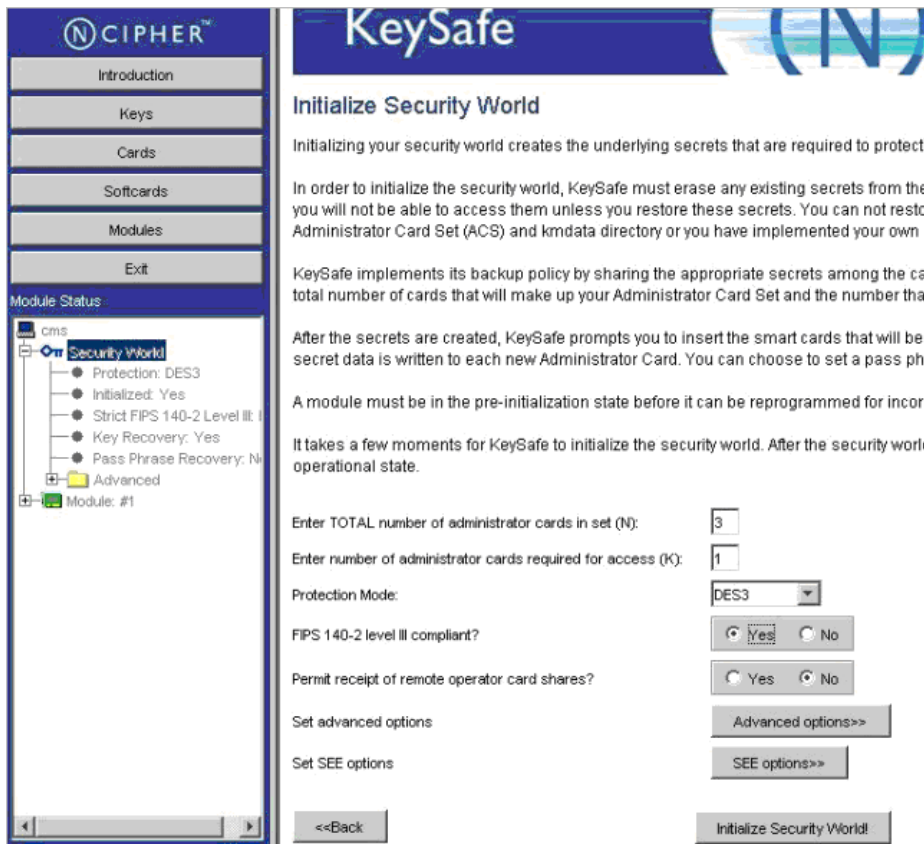 NCIPHER™
Introduction
Keys
Cards
Softcards
Modules
Exit
Module Status
cms
Security World
Protection: DES3
Initialized: Yes
Strict FIPS 140-2 Level III:
Key Recovery: Yes
Pass Phrase Recovery:
Advanced
Module: #1
KeySafe
N
Initialize Security World
Initializing your security world creates the underlying secrets that are required to protect
In order to initialize the security world, KeySafe must erase any existing secrets from the
you will not be able to access them unless you restore these secrets. You can not resto
Administrator Card Set (ACS) and kmdata directory or you have implemented your own
KeySafe implements its backup policy by sharing the appropriate secrets among the ca
total number of cards that will make up your Administrator Card Set and the number tha
After the secrets are created, KeySafe prompts you to insert the smart cards that will be
secret data is written to each new Administrator Card. You can choose to set a pass ph
A module must be in the pre-initialization state before it can be reprogrammed for incor
It takes a few moments for KeySafe to initialize the security world. After the security worl
operational state.
Enter TOTAL number of administrator cards in set (N): 3
Enter number of administrator cards required for access (K): 1
Protection Mode: DES3
FIPS 140-2 level III compliant? Yes No
Permit receipt of remote operator card shares? Yes No
Set advanced options Advanced options>>
Set SEE options SEE options>>
<<Back Initialize Security World!